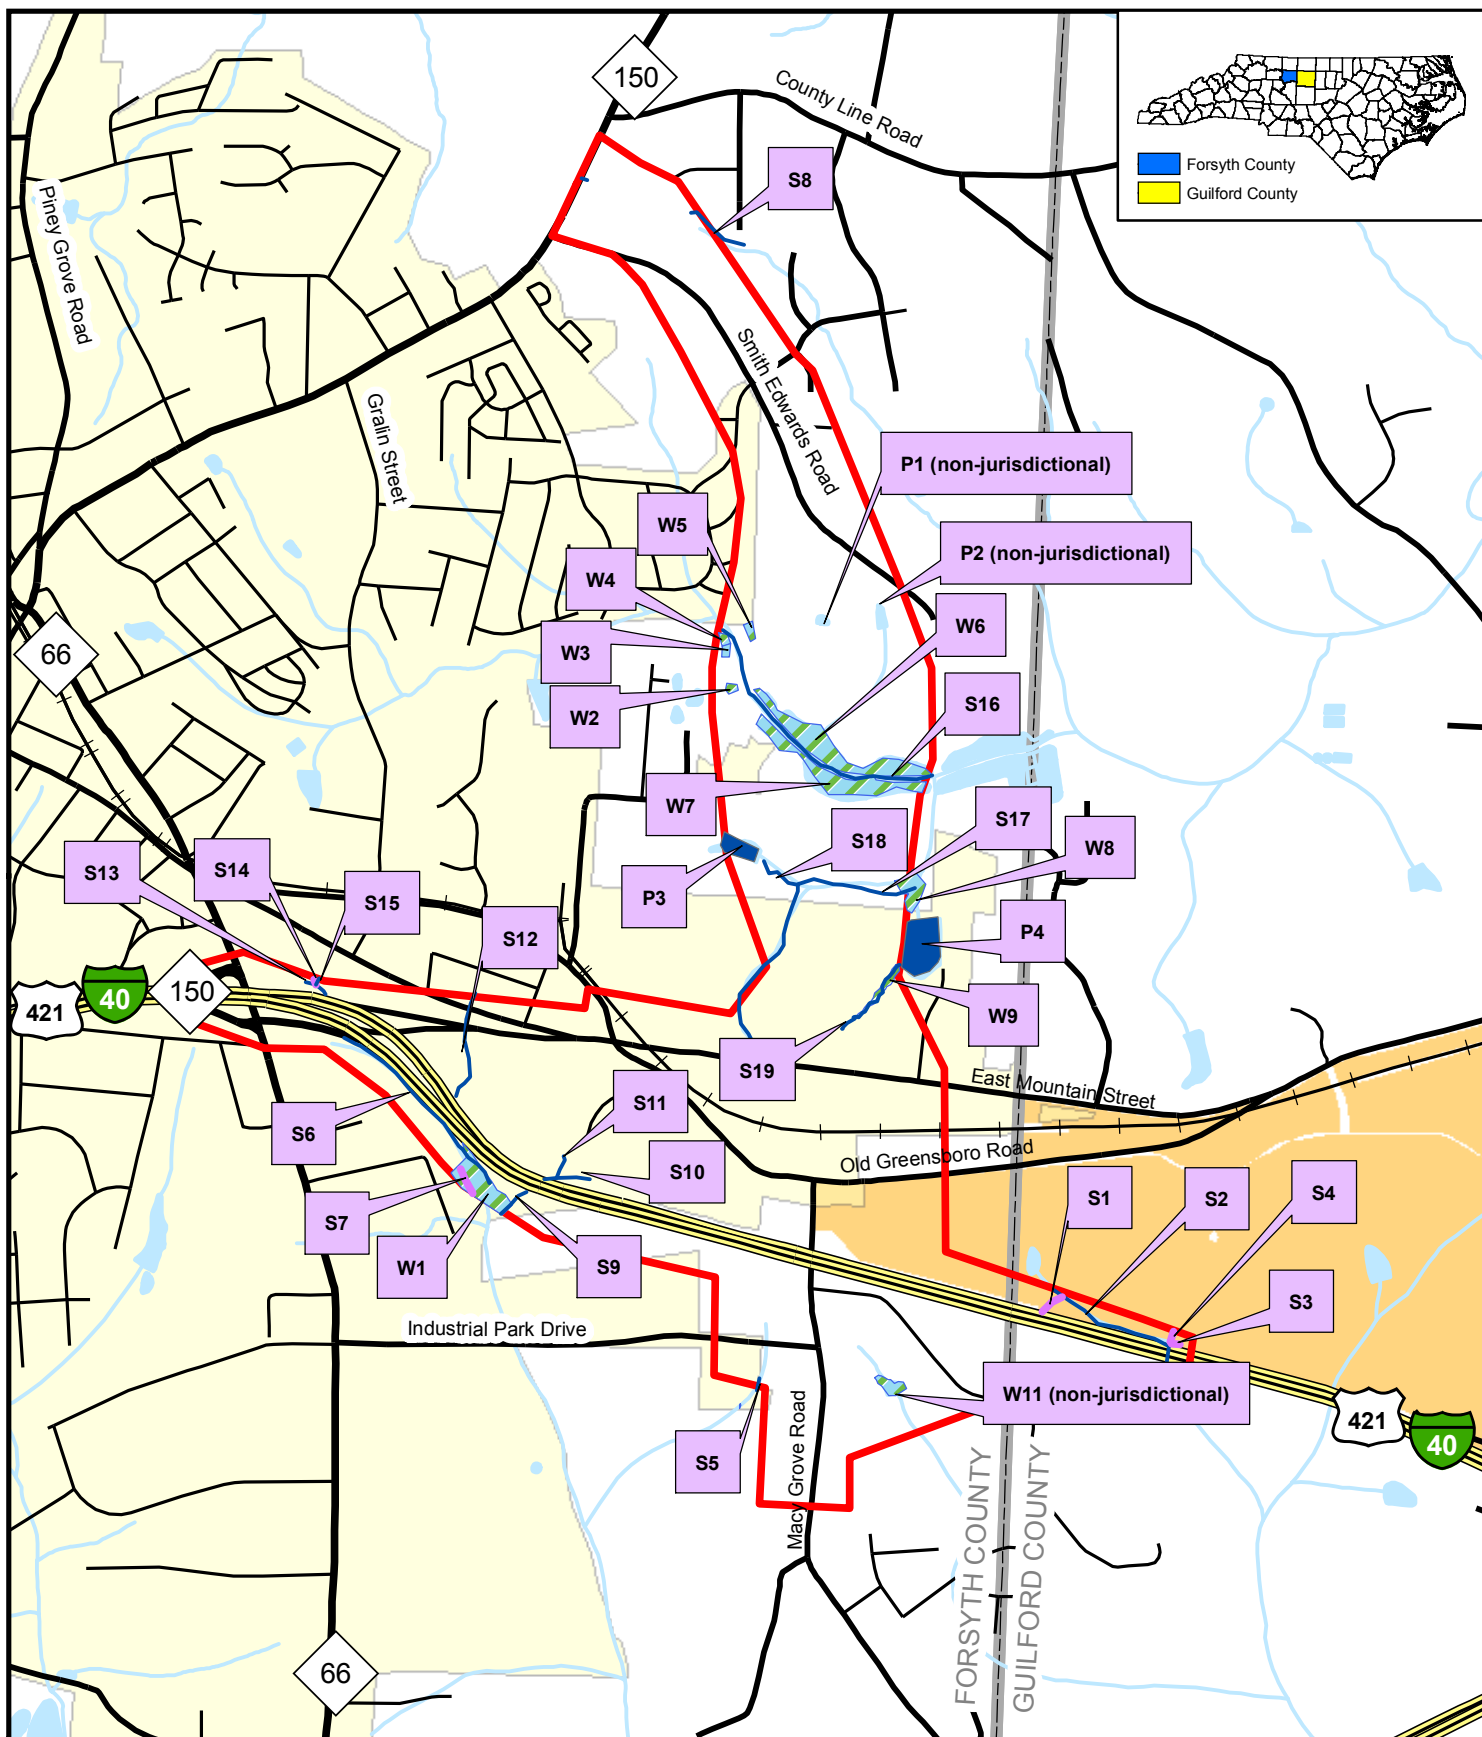 150
County Line Road
Forsyth County
Guilford County
S8
Piney Grove Road
Smith Edwards Road
Gralin Street
P1 (non-jurisdictional)
W5
P2 (non-jurisdictional)
W4
W6
W3
66
S16
W2
W7
S17
S18
W8
S13
S14
S15
P3
S12
P4
421
40
150
W9
S19
East Mountain Street
S11
S6
Old Greensboro Road
S10
S1
S2
S4
S7
W1
S9
S3
Industrial Park Drive
W11 (non-jurisdictional)
421
40
S5
Macy Grove Road
FORSYTH COUNTY
GUILFORD COUNTY
66